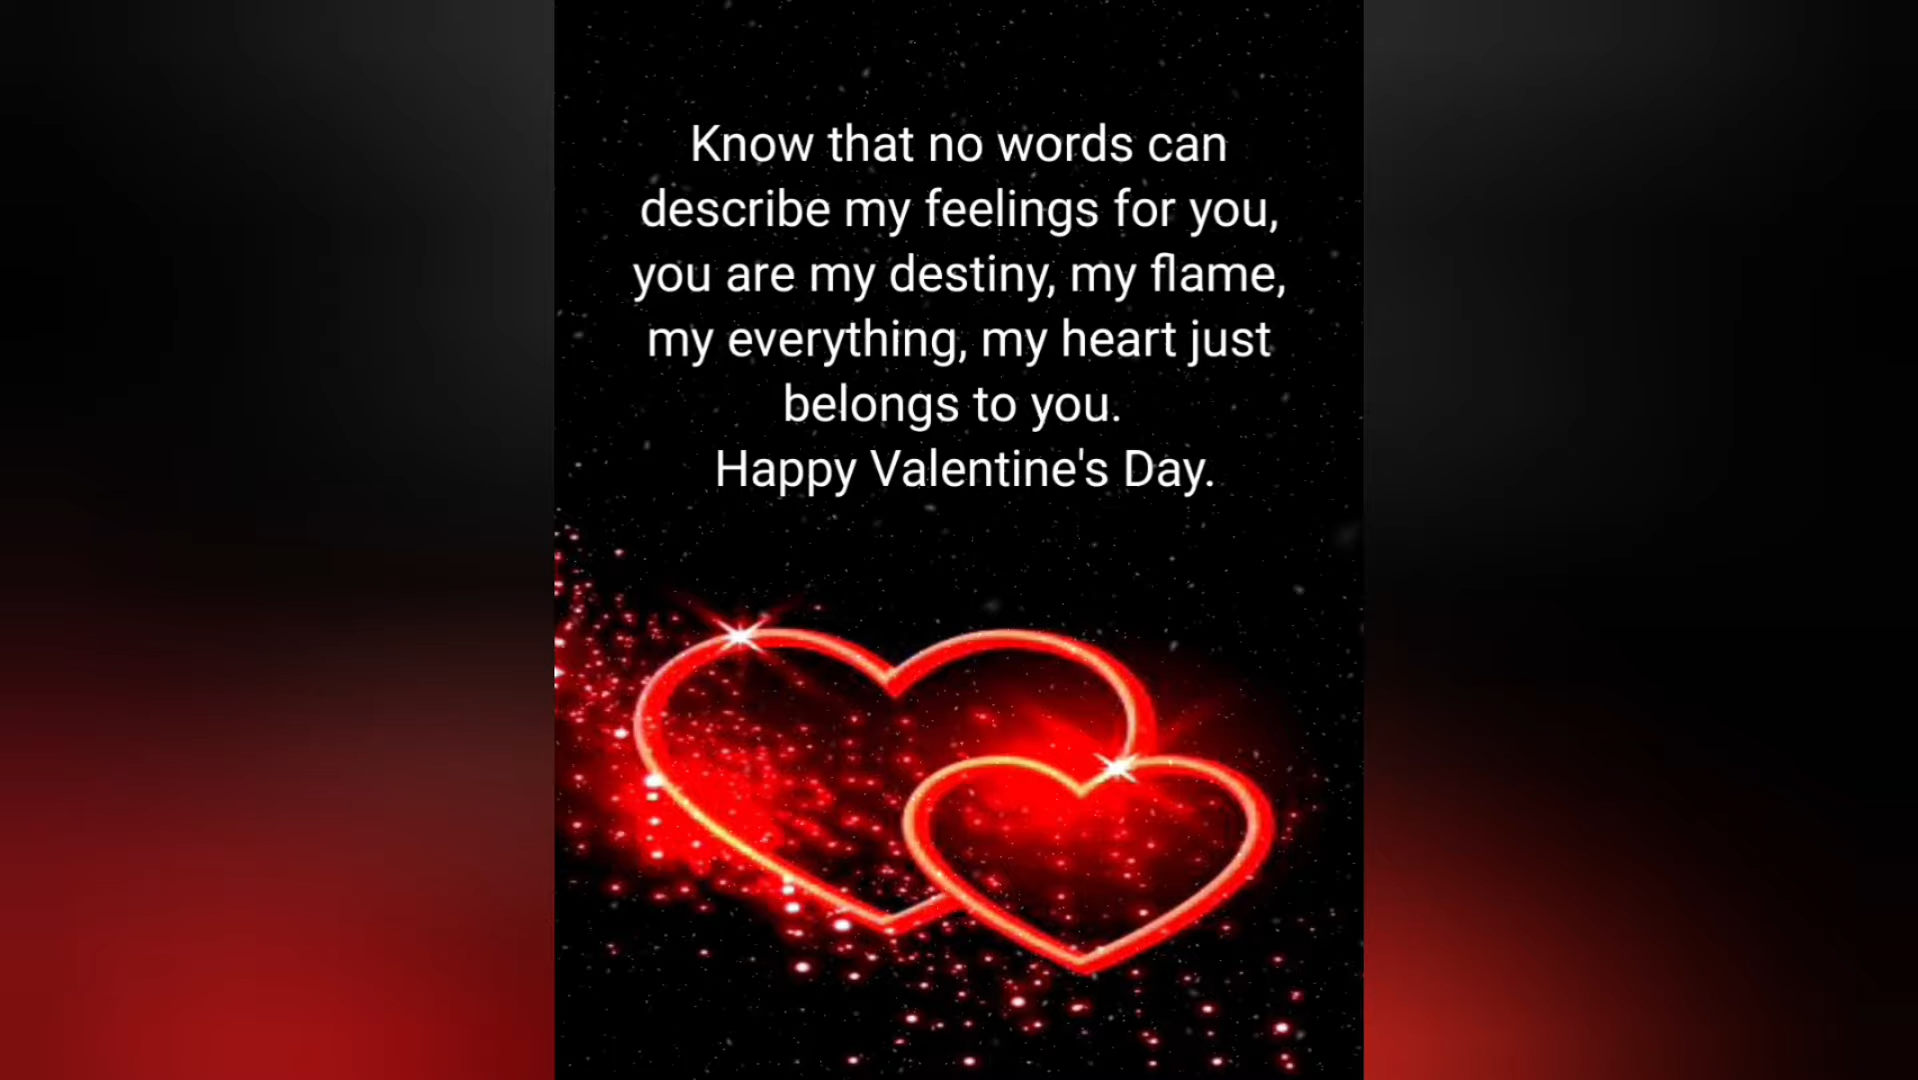 Know that no words can
describe my feelings for you,
you are my destiny, my flame,
my everything, my heart just
belongs to you.
Happy Valentine's Day.